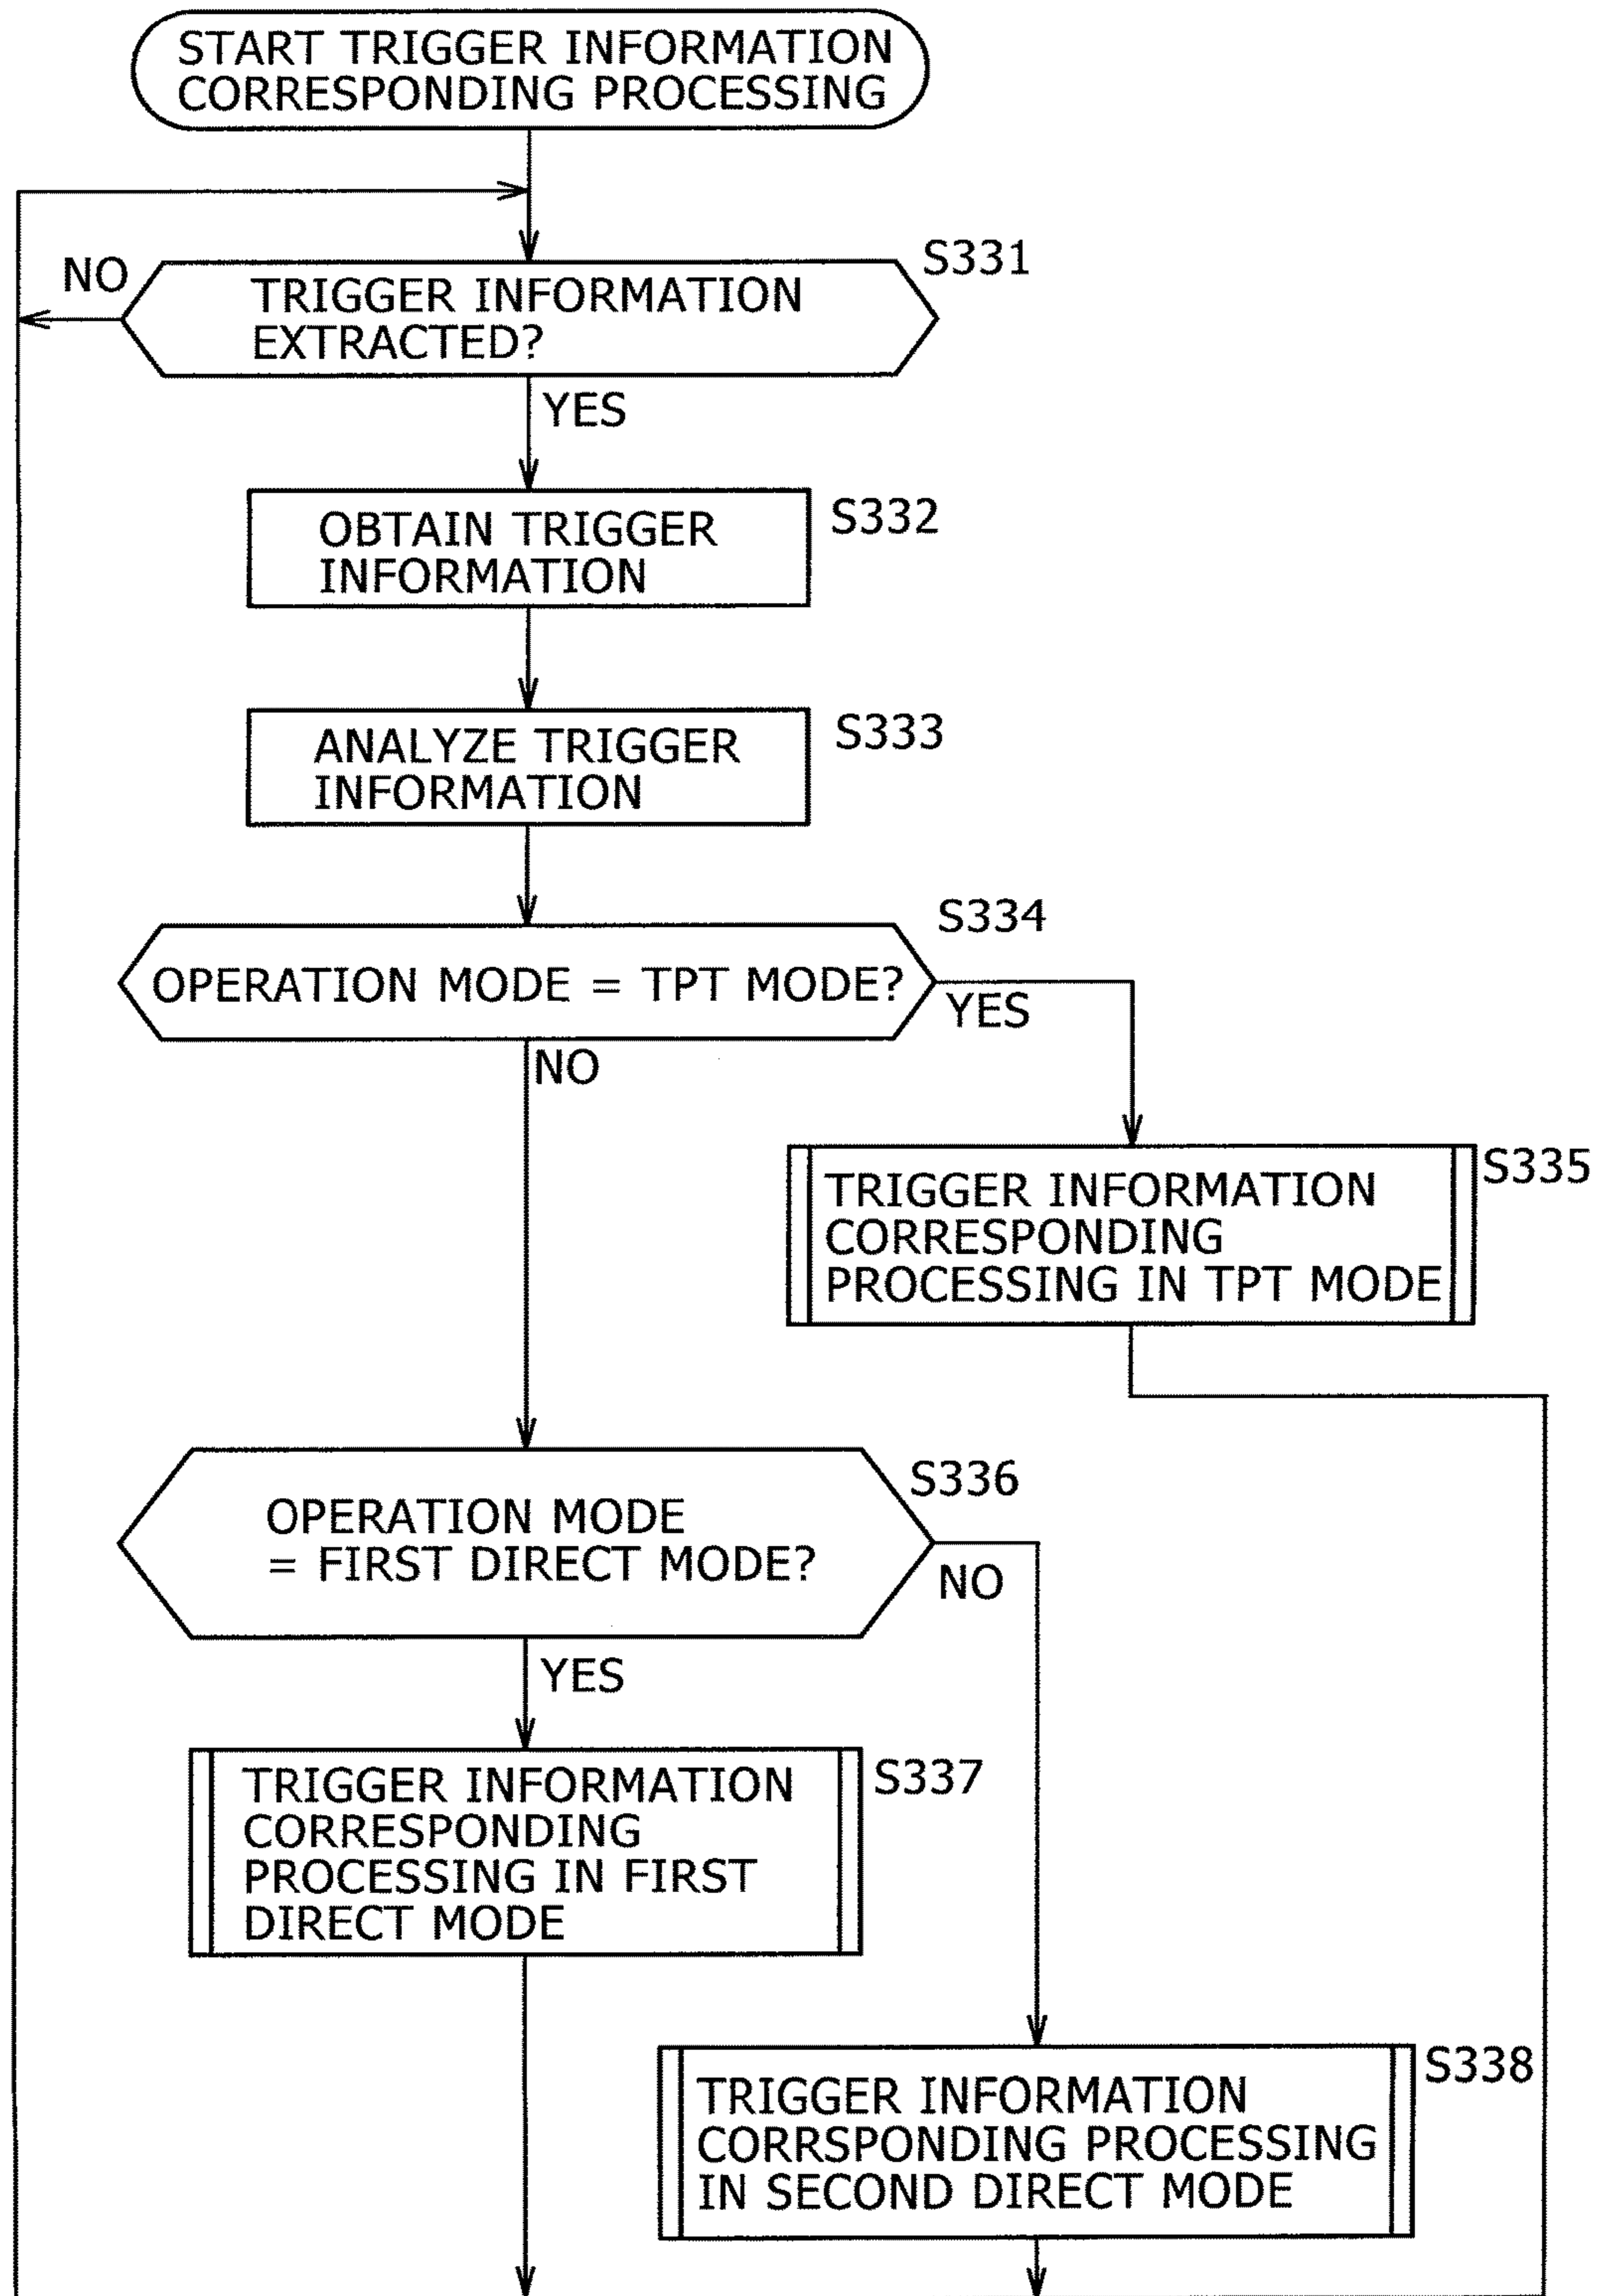 START TRIGGER INFORMATION
CORRESPONDING PROCESSING
S331
NO
TRIGGER INFORMATION
EXTRACTED?
YES
S332
OBTAIN TRIGGER
INFORMATION
S333
ANALYZE TRIGGER
INFORMATION
S334
OPERATION MODE = TPT MODE?
YES
NO
S335
TRIGGER INFORMATION
CORRESPONDING
PROCESSING IN TPT MODE
S336
OPERATION MODE
= FIRST DIRECT MODE?
NO
YES
S337
TRIGGER INFORMATION
CORRESPONDING
PROCESSING IN FIRST
DIRECT MODE
S338
TRIGGER INFORMATION
CORRSPONDING PROCESSING
IN SECOND DIRECT MODE